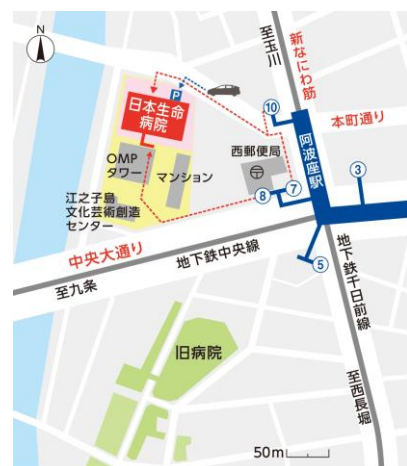 N
至玉川
新なにわ筋
⑩
P
日本生命
病院
本町通り
阿波座駅
西郵便局
OMP
タワー
マンション
③
⑧
⑦
江之子島
文化芸術創造
センター
中央大通り
地下鉄中央線
⑤
至九条
地下鉄千日前線
旧病院
至西長堀
50m